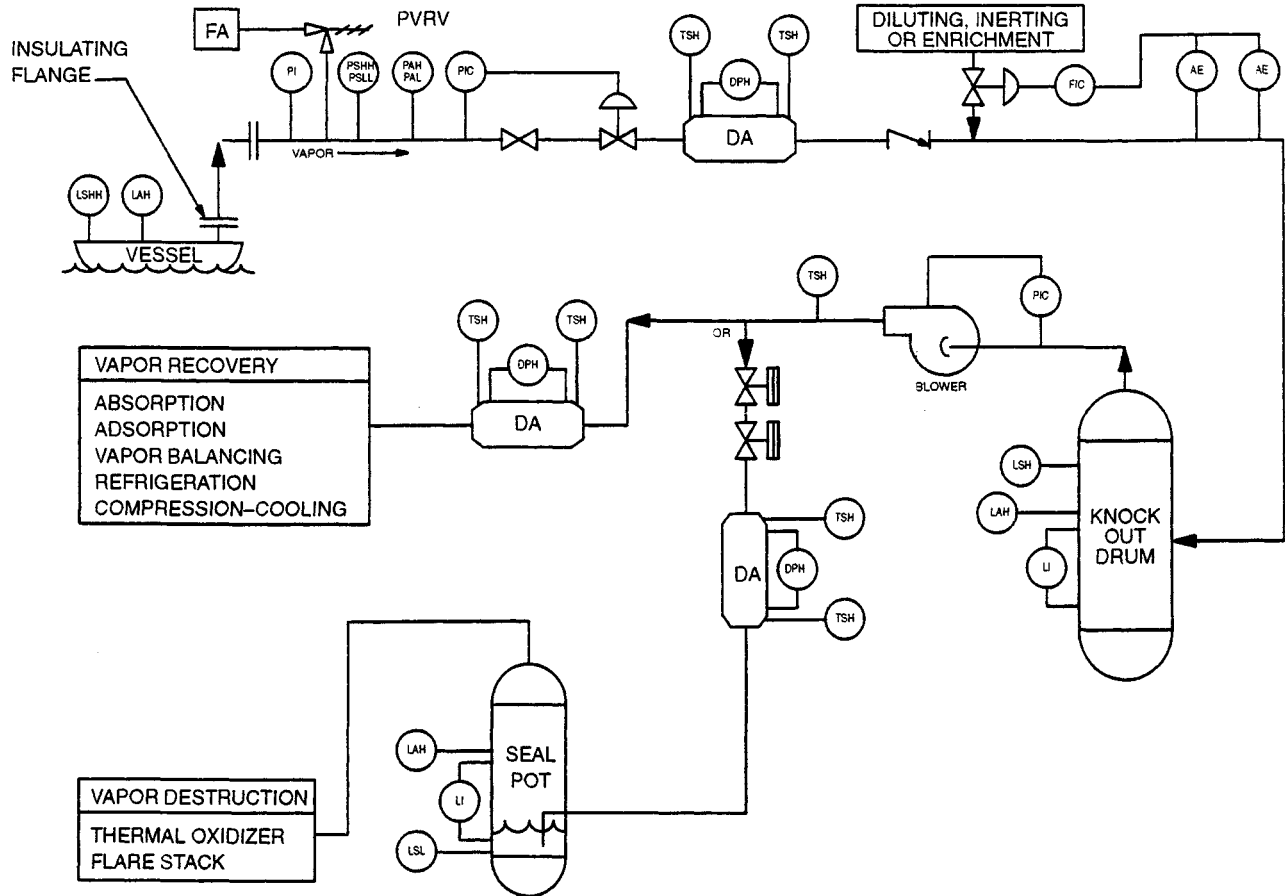 FA
PVRV
INSULATING
FLANGE
PI
PSHH
PSLL
PAH
PAL
PIC
TSH
TSH
DPH
DA
DILUTING, INERTING
OR ENRICHMENT
FIC
AE
AE
VAPOR
LSHH
LAH
VESSEL
TSH
PIC
BLOWER
OR
TSH
TSH
DPH
DA
VAPOR RECOVERY
ABSORPTION
ADSORPTION
VAPOR BALANCING
REFRIGERATION
COMPRESSION–COOLING
LSH
LAH
LI
KNOCK
OUT
DRUM
TSH
DPH
DA
TSH
LAH
LI
LSL
SEAL
POT
VAPOR DESTRUCTION
THERMAL OXIDIZER
FLARE STACK